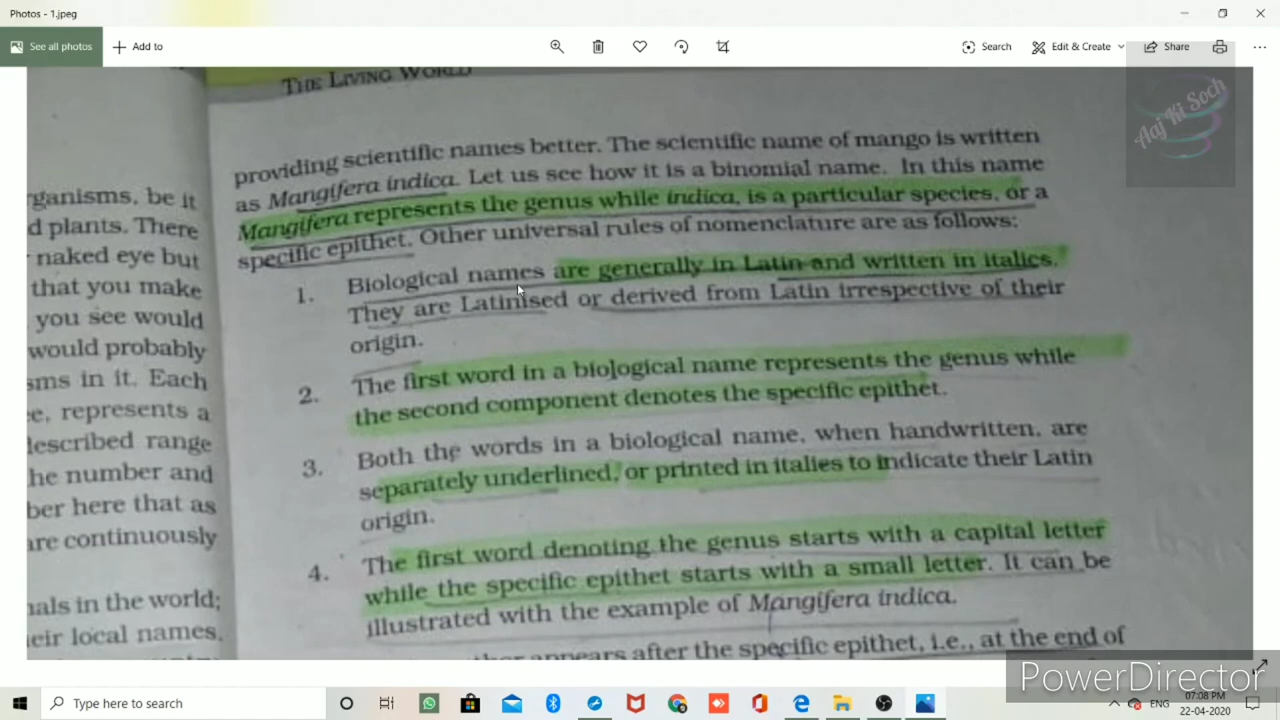 Photos - 1.jpeg
See all photos
Add to
Search
Edit & Create
Share
Aaj Ki Soch
THE LIVING WORLD
providing scientific names better. The scientific name of mango is written
as Mangifera indica. Let us see how it is a binomial name. In this name
Mangifera represents the genus while indica, is a particular species, or a
specific epithet. Other universal rules of nomenclature are as follows:
1. Biological names are generally in Latin and written in italics.
They are Latinised or derived from Latin irrespective of their
origin.
2. The first word in a biological name represents the genus while
the second component denotes the specific epithet.
3. Both the words in a biological name, when handwritten, are
separately underlined, or printed in italics to indicate their Latin
origin.
4. The first word denoting the genus starts with a capital letter
while the specific epithet starts with a small letter. It can be
illustrated with the example of Mangifera indica.
appears after the specific epithet, i.e., at the end of
rganisms, be it
d plants. There
naked eye but
that you make
you see would
would probably
sms in it. Each
e, represents a
described range
he number and
ber here that as
are continuously
nals in the world;
eir local names,
PowerDirector
Type here to search
ENG
07:08 PM
22-04-2020